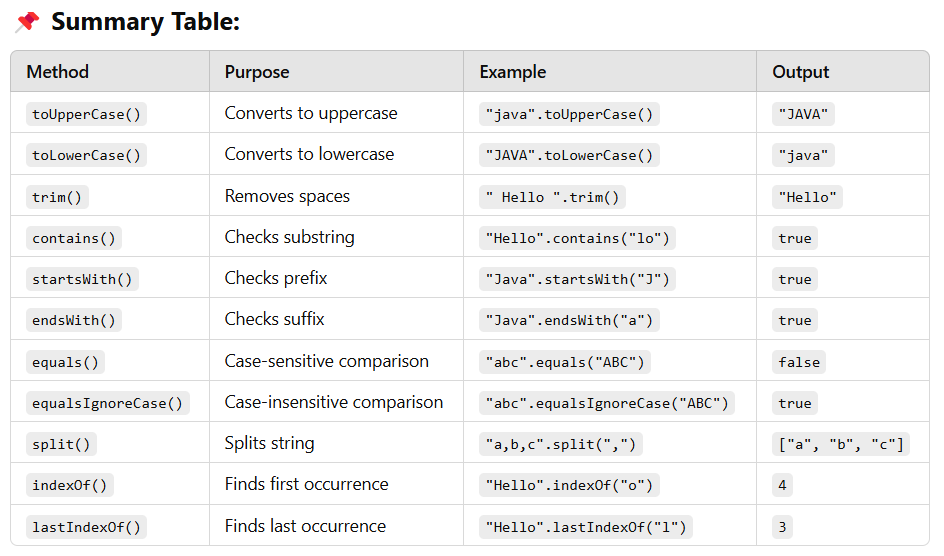 📌 Summary Table:
Method Purpose Example Output
toUpperCase() Converts to uppercase "java".toUpperCase() "JAVA"
toLowerCase() Converts to lowercase "JAVA".toLowerCase() "java"
trim() Removes spaces " Hello ".trim() "Hello"
contains() Checks substring "Hello".contains("lo") true
startsWith() Checks prefix "Java".startsWith("J") true
endsWith() Checks suffix "Java".endsWith("a") true
equals() Case-sensitive comparison "abc".equals("ABC") false
equalsIgnoreCase() Case-insensitive comparison "abc".equalsIgnoreCase("ABC") true
split() Splits string "a,b,c".split(",") ["a", "b", "c"]
indexOf() Finds first occurrence "Hello".indexOf("o") 4
lastIndexOf() Finds last occurrence "Hello".lastIndexOf("l") 3